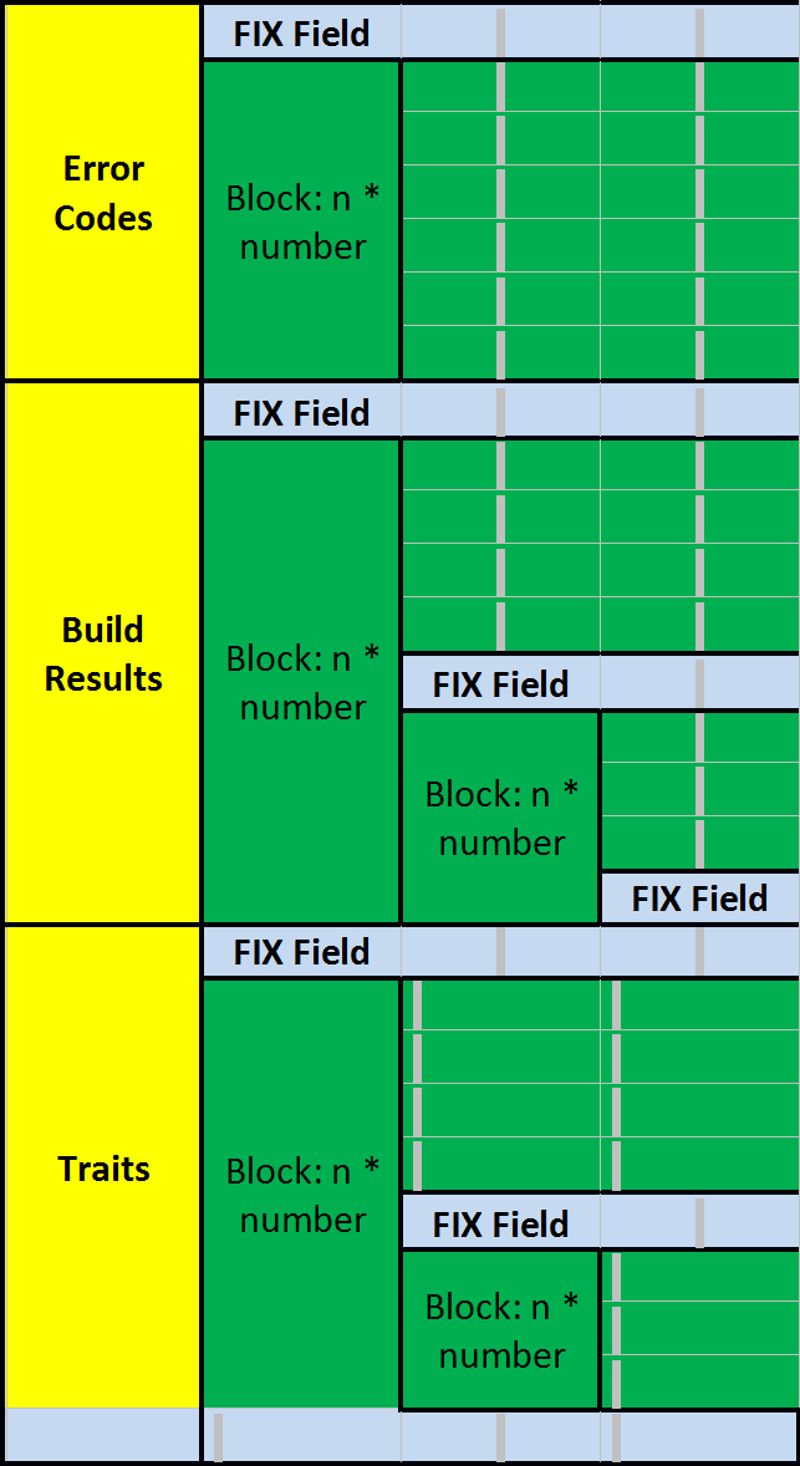 FIX Field
Error
Codes
Block: n *
number
FIX Field
Build
Results
Block: n *
number
FIX Field
Block: n *
number
FIX Field
FIX Field
Traits
Block: n *
number
FIX Field
Block: n *
number